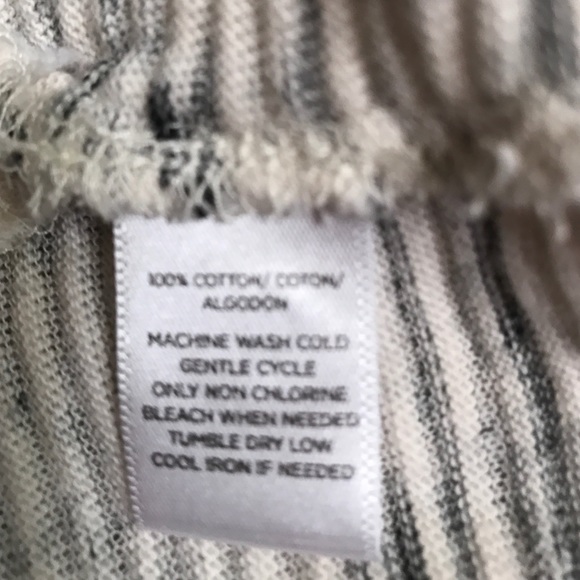 100% COTTON/ COTON/
ALGODÓN
MACHINE WASH COLD
GENTLE CYCLE
ONLY NON CHLORINE
BLEACH WHEN NEEDED
TUMBLE DRY LOW
COOL IRON IF NEEDED